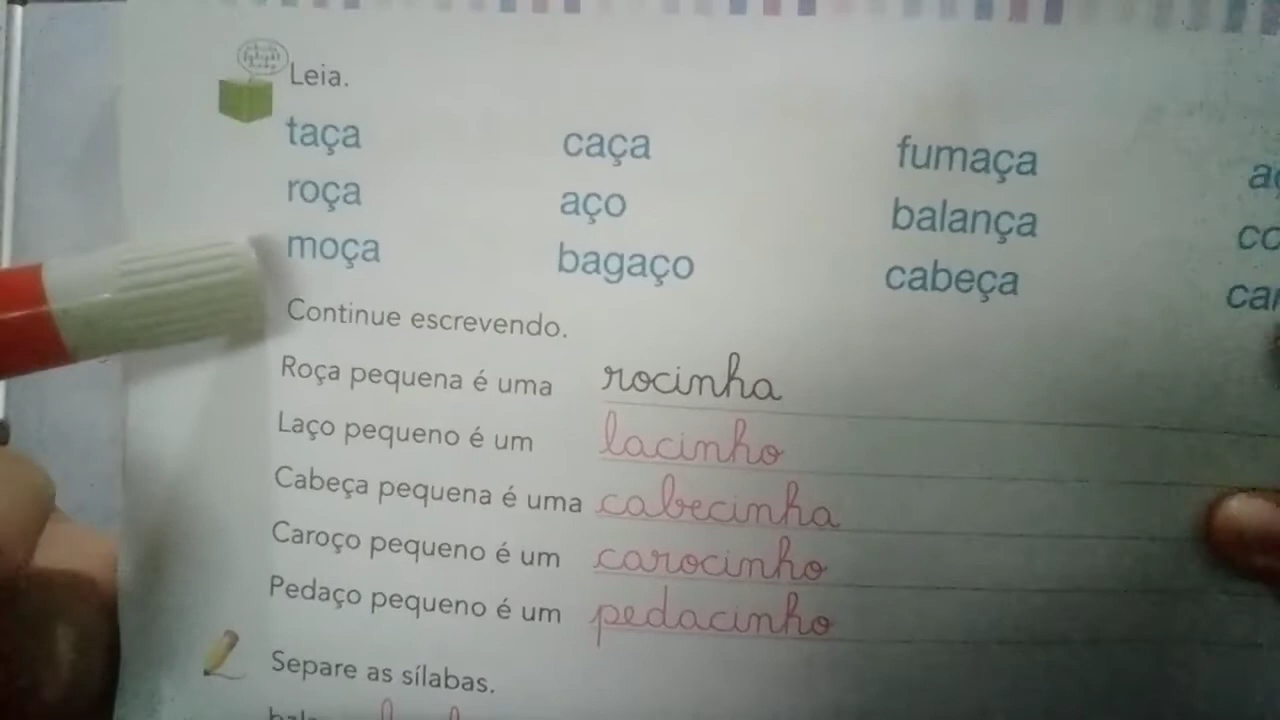 Leia.
taça caça fumaça
roça aço balança
moça bagaço cabeça
Continue escrevendo.
Roça pequena é uma rocinha
Laço pequeno é um lacinho
Cabeça pequena é uma cabecinha
Caroço pequeno é um carocinho
Pedaço pequeno é um pedacinho
Separe as sílabas.